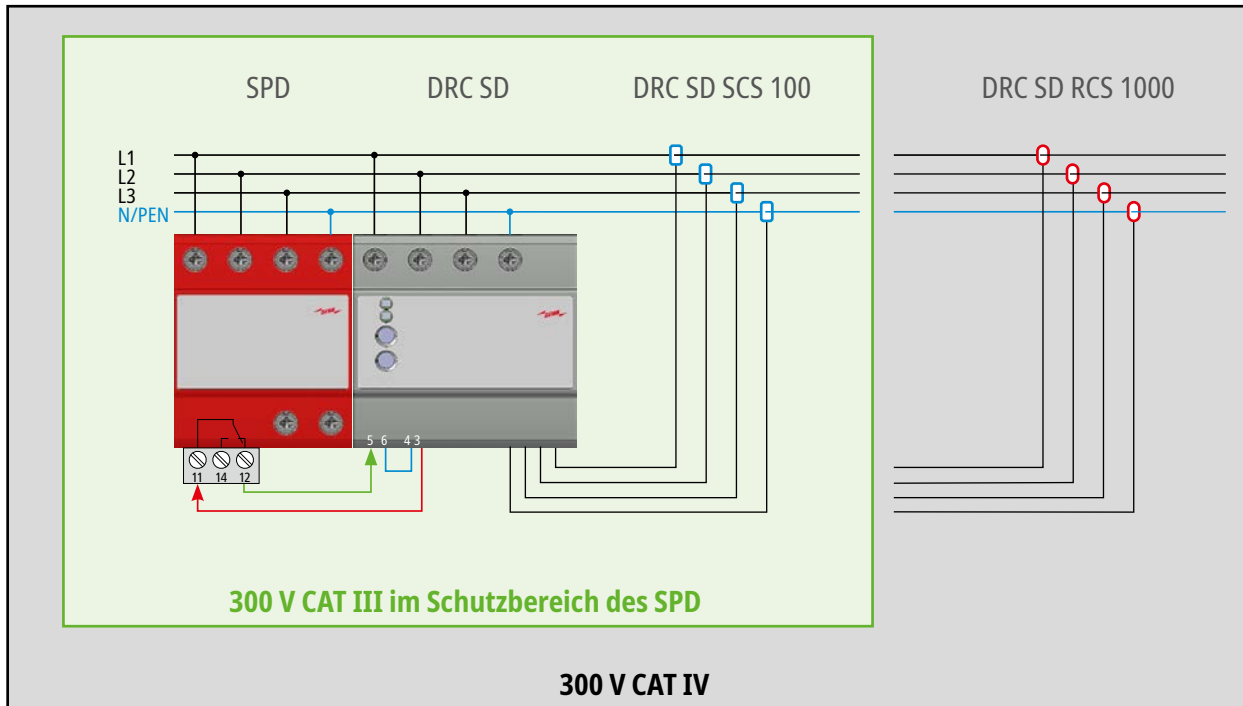 SPD DRC SD DRC SD SCS 100 DRC SD RCS 1000
L1
L2
L3
N/PEN
5 6 4 3
11 14 12
300 V CAT III im Schutzbereich des SPD
300 V CAT IV